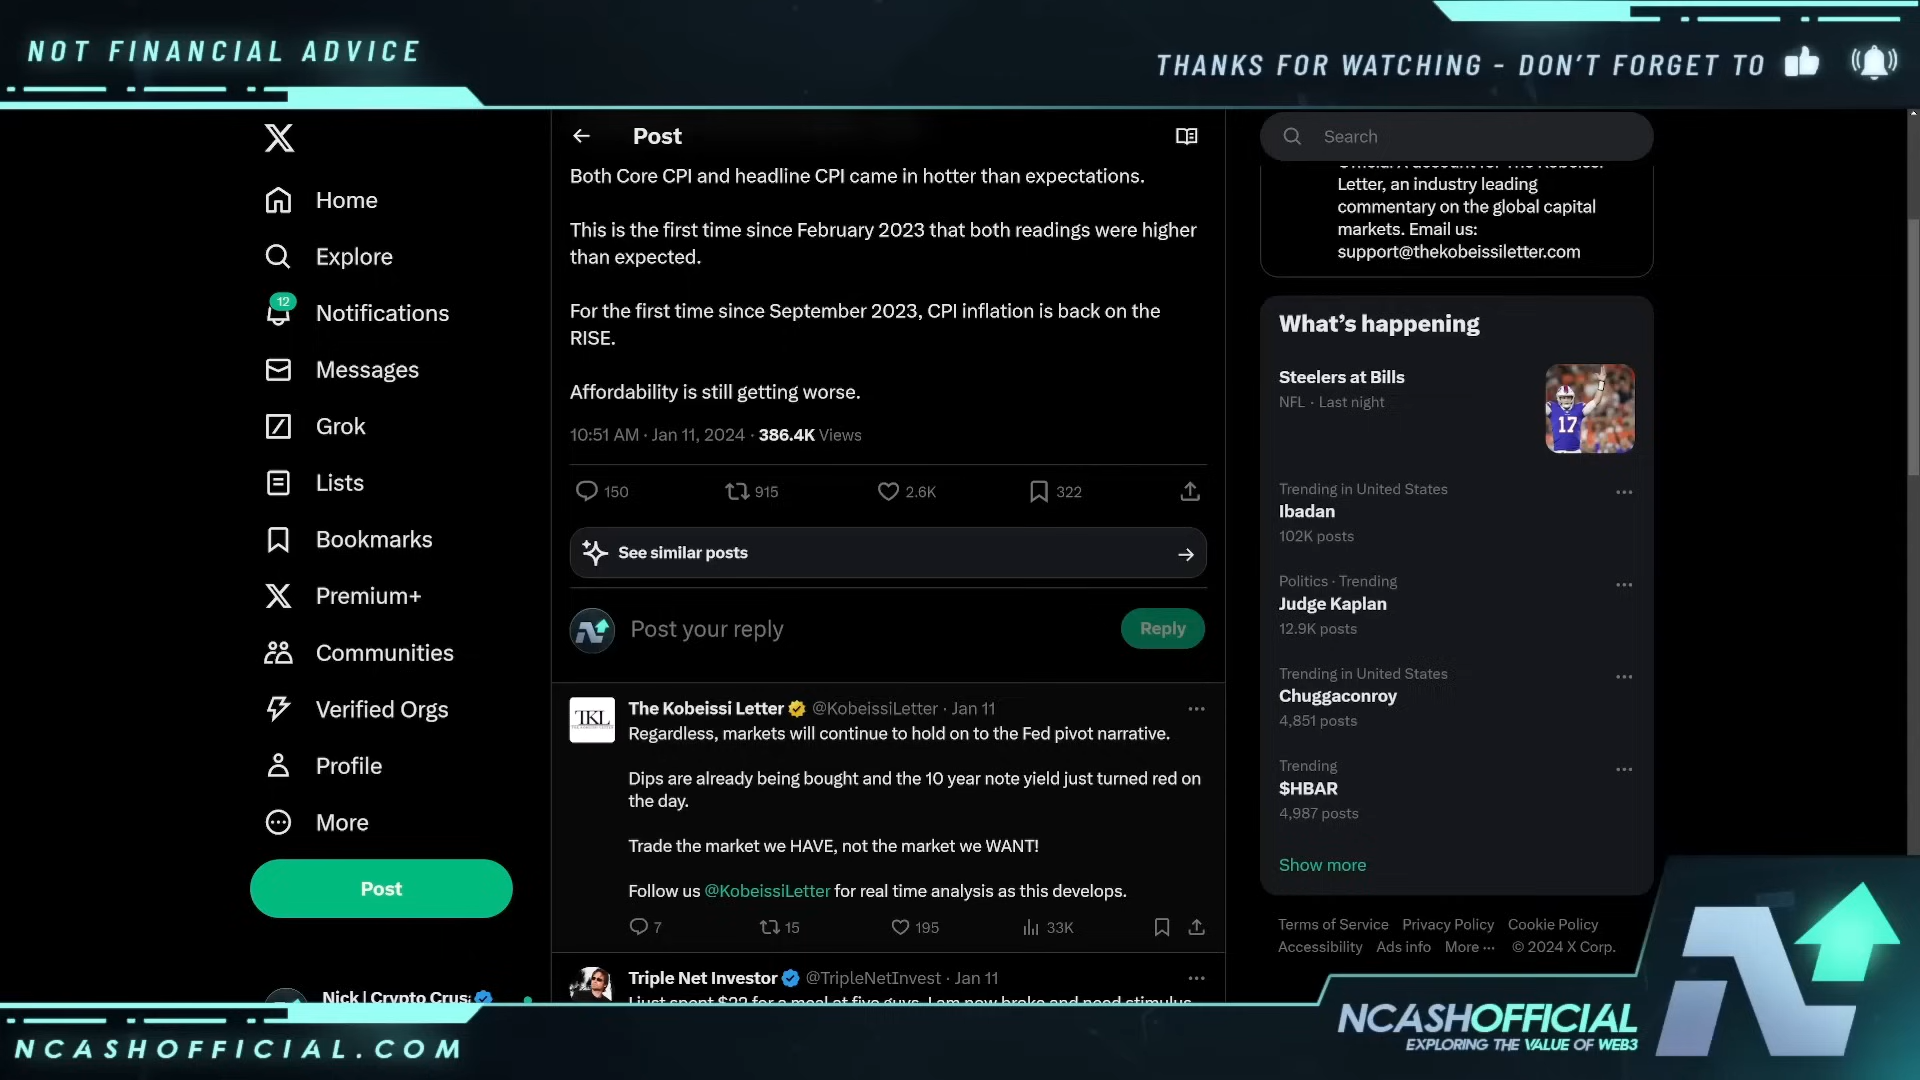 NOT FINANCIAL ADVICE
THANKS FOR WATCHING - DON'T FORGET TO
Home
Explore
12
Notifications
Messages
Grok
Lists
Bookmarks
Premium+
Communities
Verified Orgs
Profile
More
Post
Nick | Crypto Crus
Post
Both Core CPI and headline CPI came in hotter than expectations.
This is the first time since February 2023 that both readings were higher
than expected.
For the first time since September 2023, CPI inflation is back on the
RISE.
Affordability is still getting worse.
10:51 AM · Jan 11, 2024 · 386.4K Views
150 915 2.6K 322
See similar posts
Post your reply
Reply
TKL
The Kobeissi Letter @KobeissiLetter · Jan 11
Regardless, markets will continue to hold on to the Fed pivot narrative.
Dips are already being bought and the 10 year note yield just turned red on
the day.
Trade the market we HAVE, not the market we WANT!
Follow us @KobeissiLetter for real time analysis as this develops.
7 15 195 33K
Triple Net Investor @TripleNetInvest · Jan 11
I just spent $22 for a meal at five guys. I am now broke and need stimulus
Search
Letter, an industry leading
commentary on the global capital
markets. Email us:
support@thekobeissiletter.com
What's happening
Steelers at Bills
NFL · Last night
17
Trending in United States
Ibadan
102K posts
Politics · Trending
Judge Kaplan
12.9K posts
Trending in United States
Chuggaconroy
4,851 posts
Trending
$HBAR
4,987 posts
Show more
Terms of Service Privacy Policy Cookie Policy
Accessibility Ads info More ··· © 2024 X Corp.
NCASHOFFICIAL.COM
NCASHOFFICIAL
EXPLORING THE VALUE OF WEB3